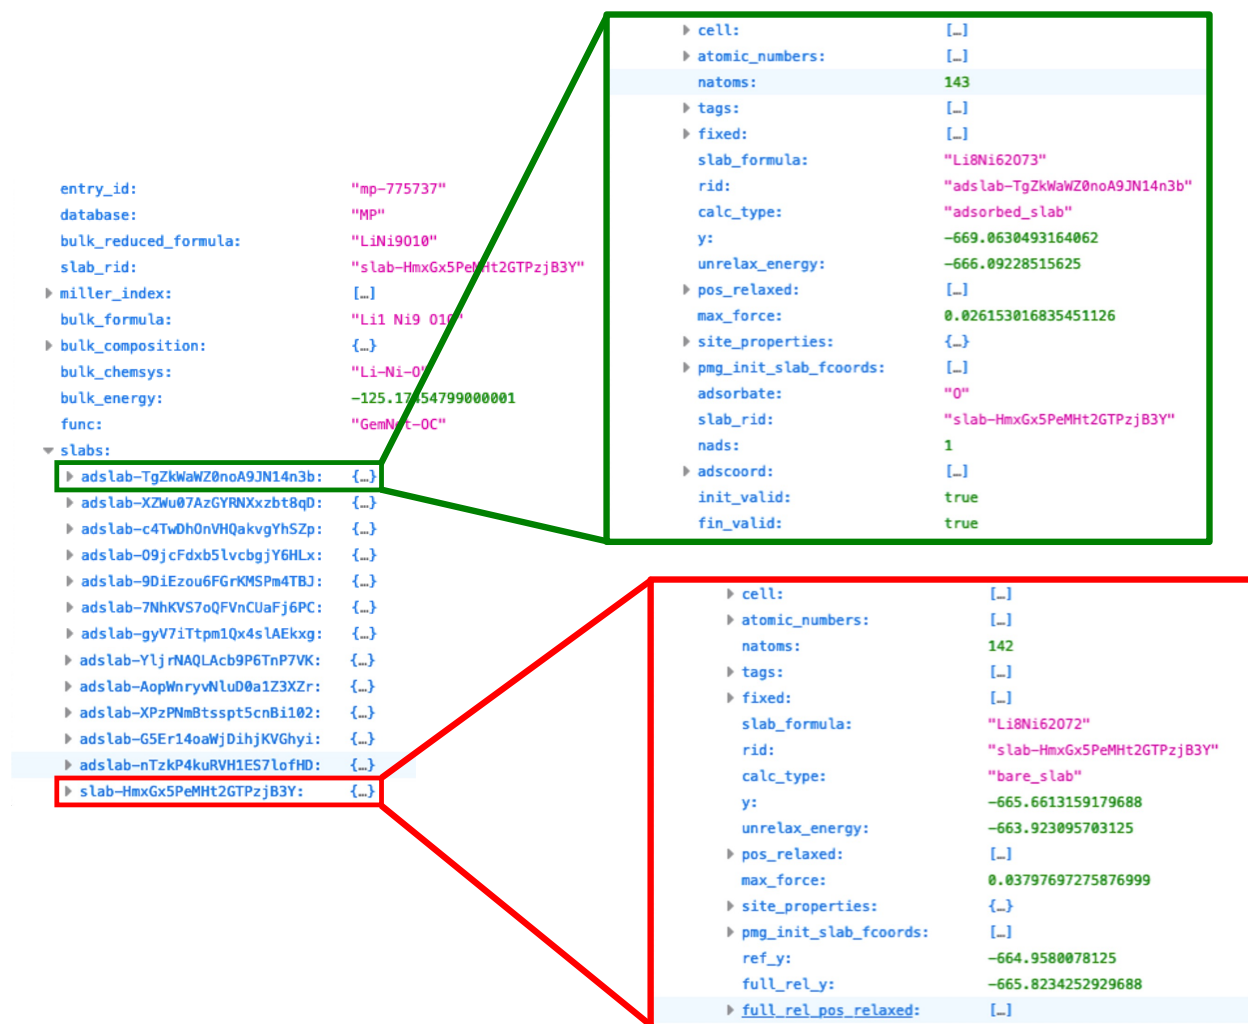 entry_id: "mp-775737"
database: "MP"
bulk_reduced_formula: "LiNi9O10"
slab_rid: "slab-HmxGx5PeMHt2GTPzjB3Y"
miller_index: […]
bulk_formula: "Li1 Ni9 O10"
bulk_composition: {…}
bulk_chemsys: "Li-Ni-O"
bulk_energy: -125.17454799000001
func: "GemNet-OC"
slabs:
adslab-TgZkWaWZ0noA9JN14n3b: {…}
adslab-XZWu07AzGYRNXxzbt8qD: {…}
adslab-c4TwDhOnVHQakvgYhSZp: {…}
adslab-O9jcFdxb5lvcbgjY6HLx: {…}
adslab-9DiEzou6FGrKMSPm4TBJ: {…}
adslab-7NhKVS7oQFVnCUaFj6PC: {…}
adslab-gyV7iTtpm1Qx4slAEkxg: {…}
adslab-YljrNAQLAcb9P6TnP7VK: {…}
adslab-AopWnryvNluD0a1Z3XZr: {…}
adslab-XPzPNmBtsspt5cnBi102: {…}
adslab-G5Er14oaWjDihjKVGhyi: {…}
adslab-nTzkP4kuRVH1ES7lofHD: {…}
slab-HmxGx5PeMHt2GTPzjB3Y: {…}
cell: […]
atomic_numbers: […]
natoms: 143
tags: […]
fixed: […]
slab_formula: "Li8Ni62O73"
rid: "adslab-TgZkWaWZ0noA9JN14n3b"
calc_type: "adsorbed_slab"
y: -669.0630493164062
unrelax_energy: -666.09228515625
pos_relaxed: […]
max_force: 0.026153016835451126
site_properties: {…}
pmg_init_slab_fcoords: […]
adsorbate: "O"
slab_rid: "slab-HmxGx5PeMHt2GTPzjB3Y"
nads: 1
adscoord: […]
init_valid: true
fin_valid: true
cell: […]
atomic_numbers: […]
natoms: 142
tags: […]
fixed: […]
slab_formula: "Li8Ni62O72"
rid: "slab-HmxGx5PeMHt2GTPzjB3Y"
calc_type: "bare_slab"
y: -665.6613159179688
unrelax_energy: -663.923095703125
pos_relaxed: […]
max_force: 0.03797697275876999
site_properties: {…}
pmg_init_slab_fcoords: […]
ref_y: -664.9580078125
full_rel_y: -665.8234252929688
full_rel_pos_relaxed: […]